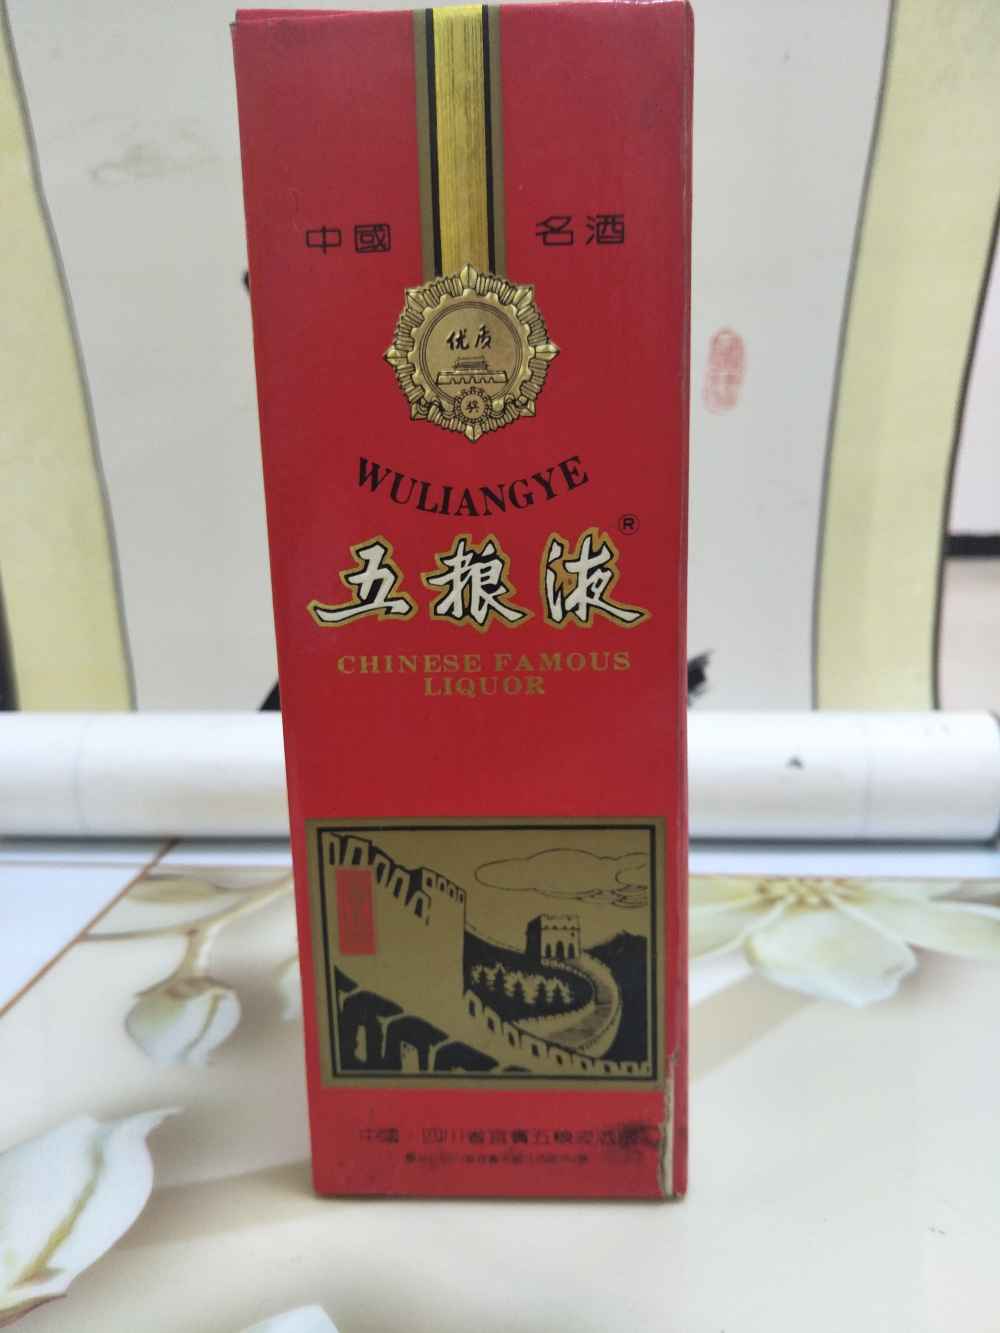 中國 名酒
优质
奖
WULIANGYE
五粮液®
CHINESE FAMOUS
LIQUOR
中國·四川省宜賓五粮液酒